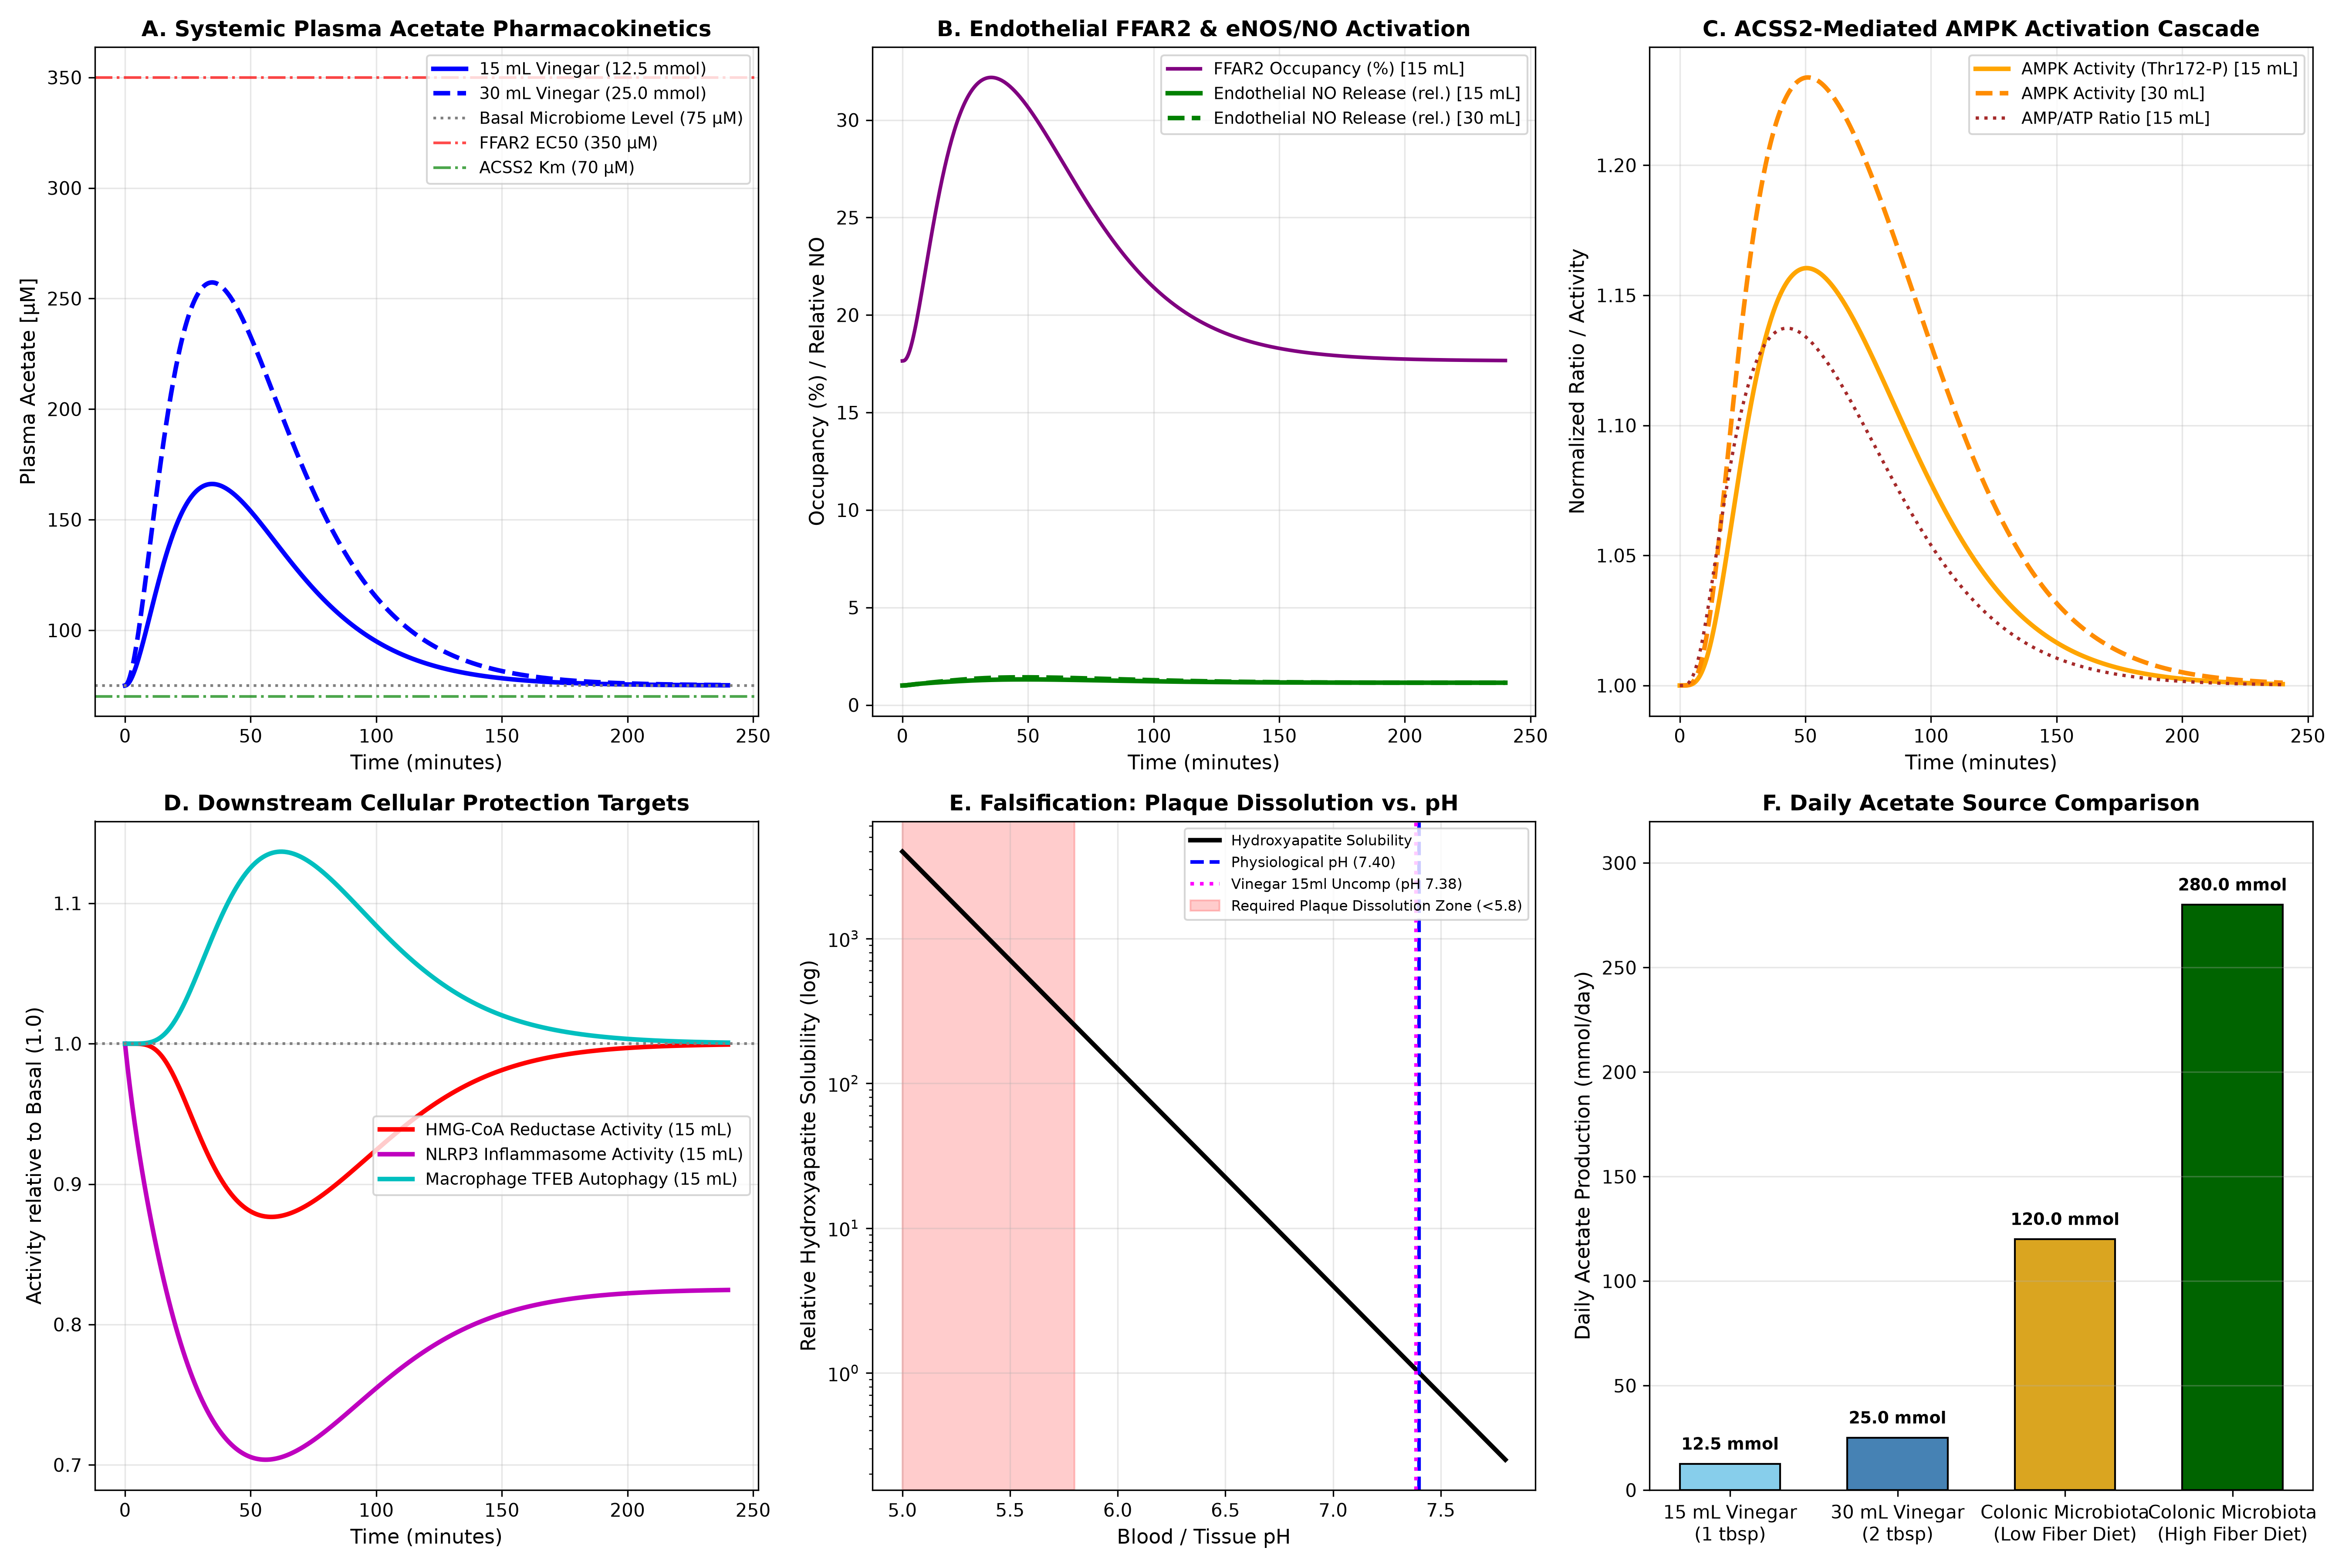 A. Systemic Plasma Acetate Pharmacokinetics
Plasma Acetate [µM]
350
300
250
200
150
100
15 mL Vinegar (12.5 mmol)
30 mL Vinegar (25.0 mmol)
Basal Microbiome Level (75 µM)
FFAR2 EC50 (350 µM)
ACSS2 Km (70 µM)
0 50 100 150 200 250
Time (minutes)
B. Endothelial FFAR2 & eNOS/NO Activation
Occupancy (%) / Relative NO
30
25
20
15
10
5
0
FFAR2 Occupancy (%) [15 mL]
Endothelial NO Release (rel.) [15 mL]
Endothelial NO Release (rel.) [30 mL]
0 50 100 150 200 250
Time (minutes)
C. ACSS2-Mediated AMPK Activation Cascade
Normalized Ratio / Activity
1.20
1.15
1.10
1.05
1.00
AMPK Activity (Thr172-P) [15 mL]
AMPK Activity [30 mL]
AMP/ATP Ratio [15 mL]
0 50 100 150 200 250
Time (minutes)
D. Downstream Cellular Protection Targets
Activity relative to Basal (1.0)
1.1
1.0
0.9
0.8
0.7
HMG-CoA Reductase Activity (15 mL)
NLRP3 Inflammasome Activity (15 mL)
Macrophage TFEB Autophagy (15 mL)
0 50 100 150 200 250
Time (minutes)
E. Falsification: Plaque Dissolution vs. pH
Relative Hydroxyapatite Solubility (log)
10³
10²
10¹
10⁰
Hydroxyapatite Solubility
Physiological pH (7.40)
Vinegar 15ml Uncomp (pH 7.38)
Required Plaque Dissolution Zone (<5.8)
5.0 5.5 6.0 6.5 7.0 7.5
Blood / Tissue pH
F. Daily Acetate Source Comparison
Daily Acetate Production (mmol/day)
300
250
200
150
100
50
0
12.5 mmol
25.0 mmol
120.0 mmol
280.0 mmol
15 mL Vinegar
(1 tbsp)
30 mL Vinegar
(2 tbsp)
Colonic Microbiota
(Low Fiber Diet)
Colonic Microbiota
(High Fiber Diet)